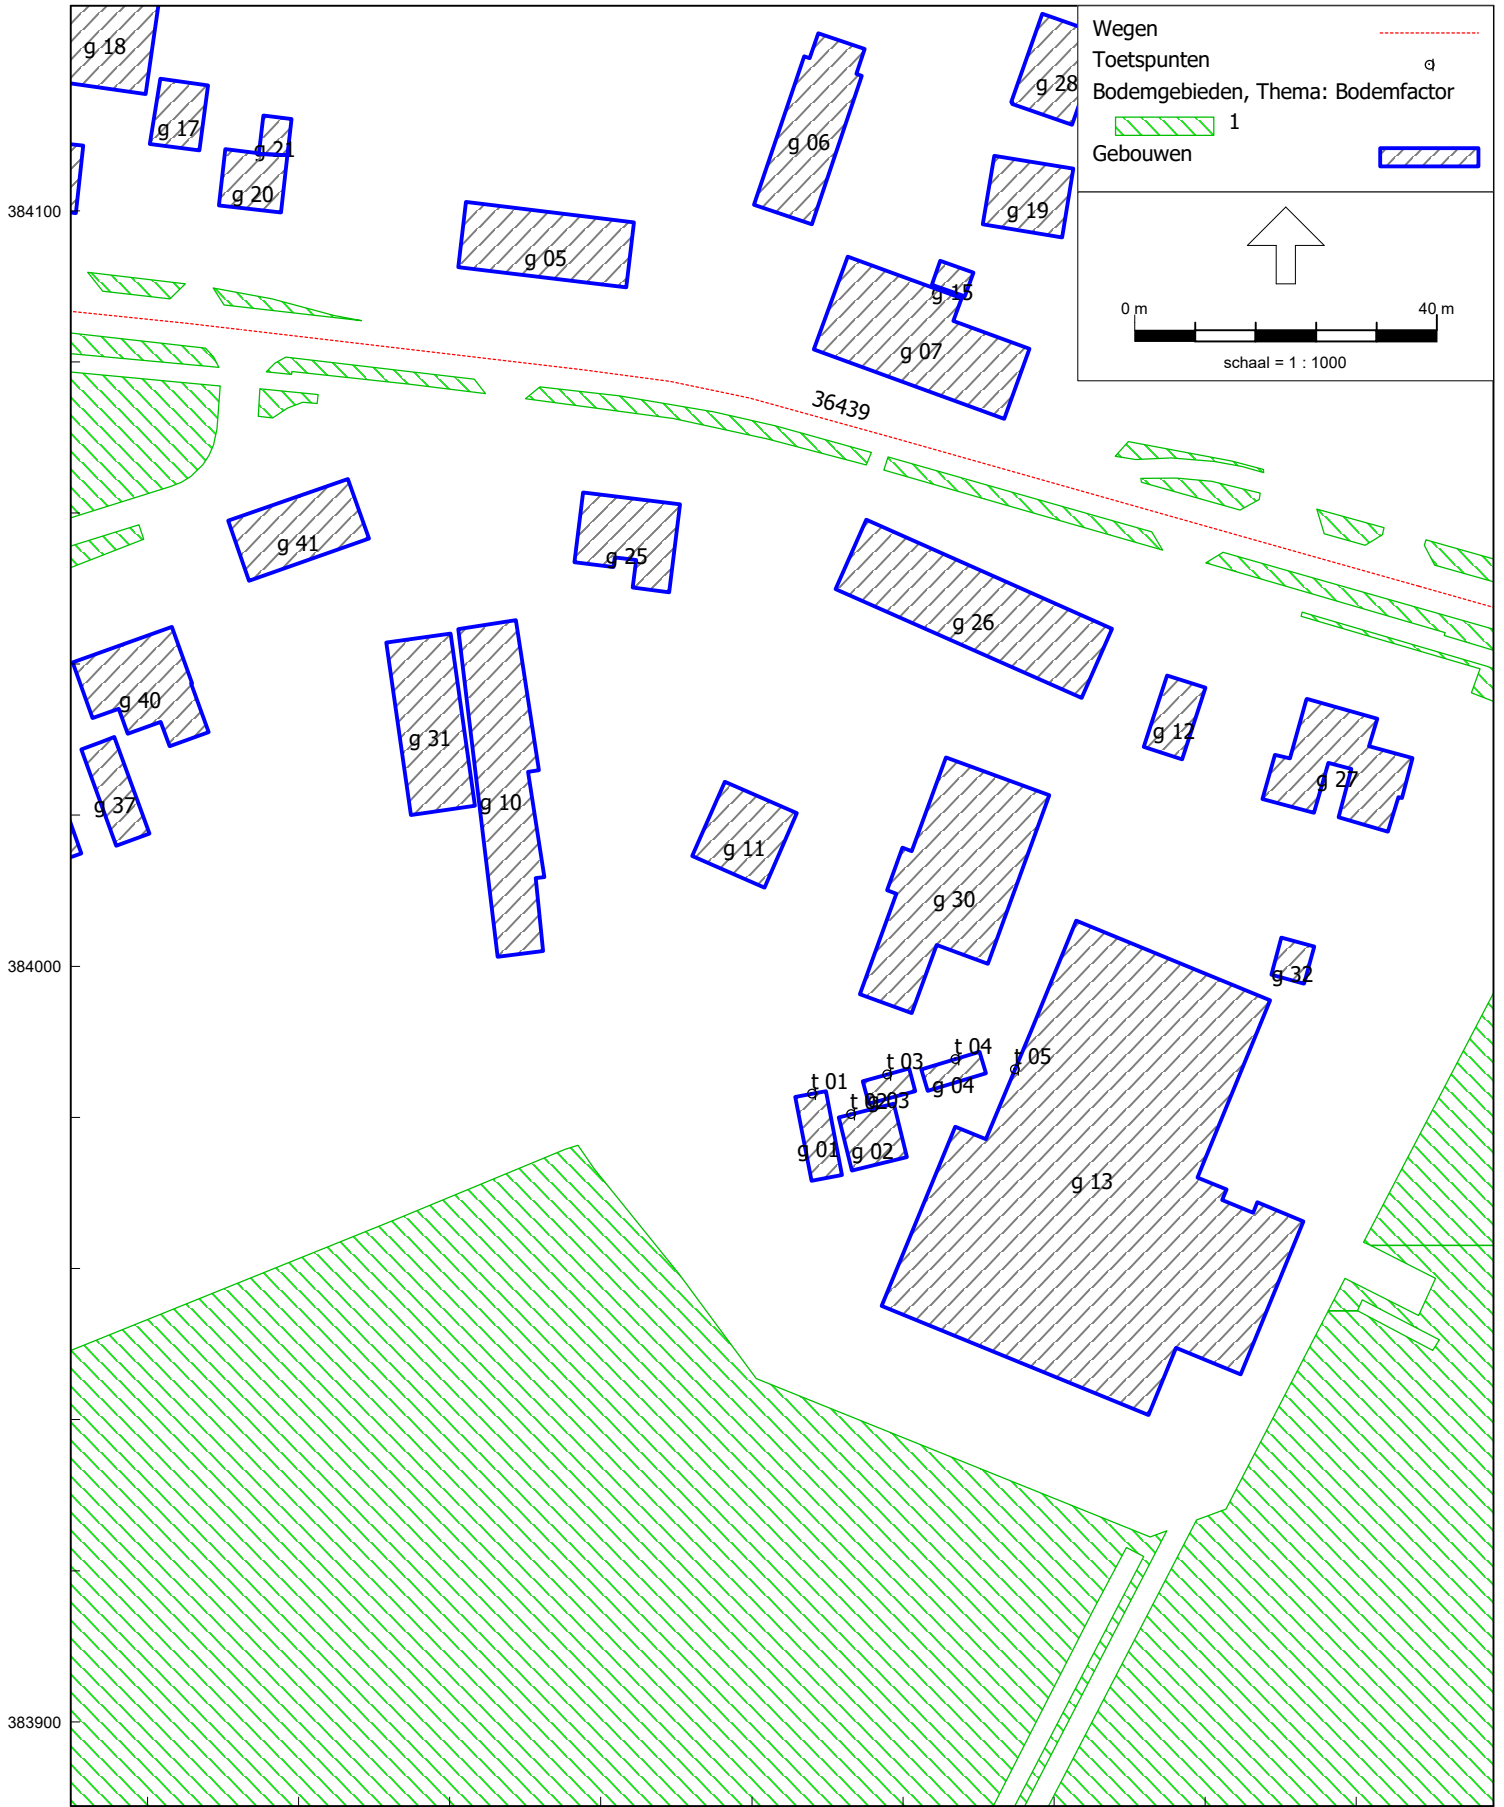 Wegen
Toetspunten
Bodemgebieden, Thema: Bodemfactor
1
Gebouwen
0 m 40 m
schaal = 1 : 1000
g 18
g 17
g 21
g 20
g 05
g 06
g 28
g 19
g 15
g 07
384100
36439
g 41
g 25
g 26
g 40
g 31
g 10
g 37
g 11
g 12
g 27
g 30
384000
g 32
t 04
t 05
t 03
t 01
g 04
t 02
g 03
g 01
g 02
g 13
383900